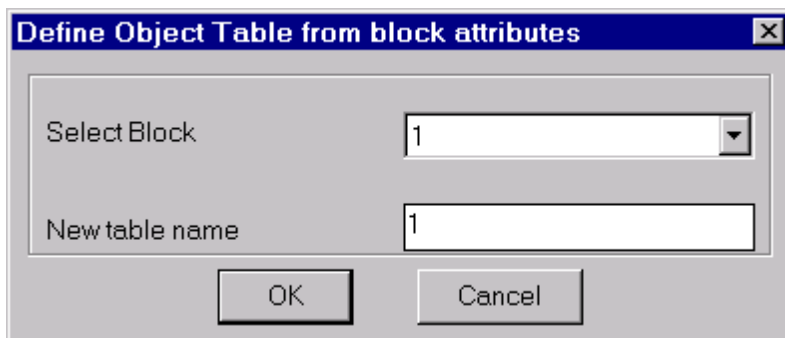 Define Object Table from block attributes
Select Block 1
New table name 1
OK Cancel